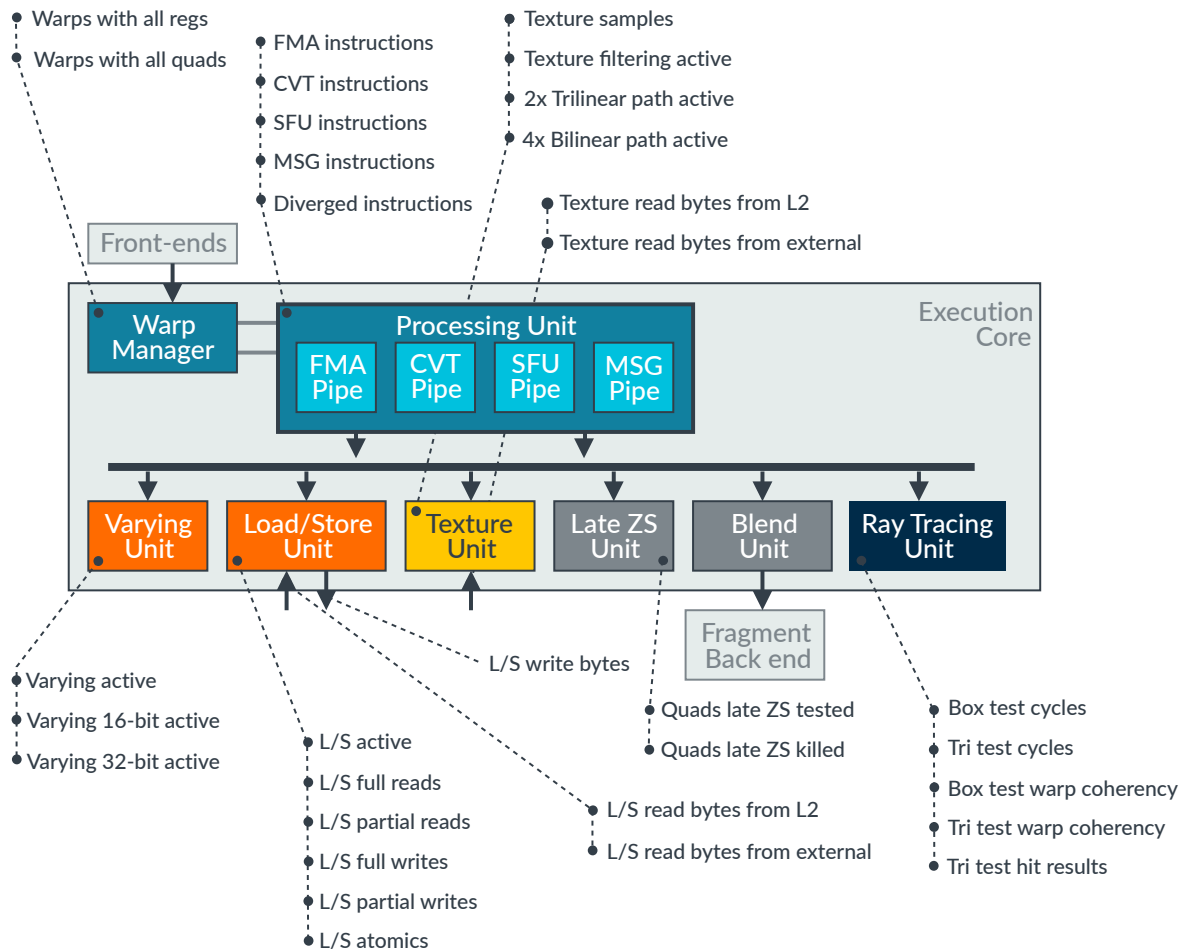 Warps with all regs
Warps with all quads
FMA instructions
CVT instructions
SFU instructions
MSG instructions
Diverged instructions
Texture samples
Texture filtering active
2x Trilinear path active
4x Bilinear path active
Texture read bytes from L2
Texture read bytes from external
Front-ends
Execution
Core
Warp
Manager
Processing Unit
FMA
Pipe
CVT
Pipe
SFU
Pipe
MSG
Pipe
Varying
Unit
Load/Store
Unit
Texture
Unit
Late ZS
Unit
Blend
Unit
Ray Tracing
Unit
Fragment
Back end
L/S write bytes
Varying active
Varying 16-bit active
Varying 32-bit active
L/S active
L/S full reads
L/S partial reads
L/S full writes
L/S partial writes
L/S atomics
L/S read bytes from L2
L/S read bytes from external
Quads late ZS tested
Quads late ZS killed
Box test cycles
Tri test cycles
Box test warp coherency
Tri test warp coherency
Tri test hit results